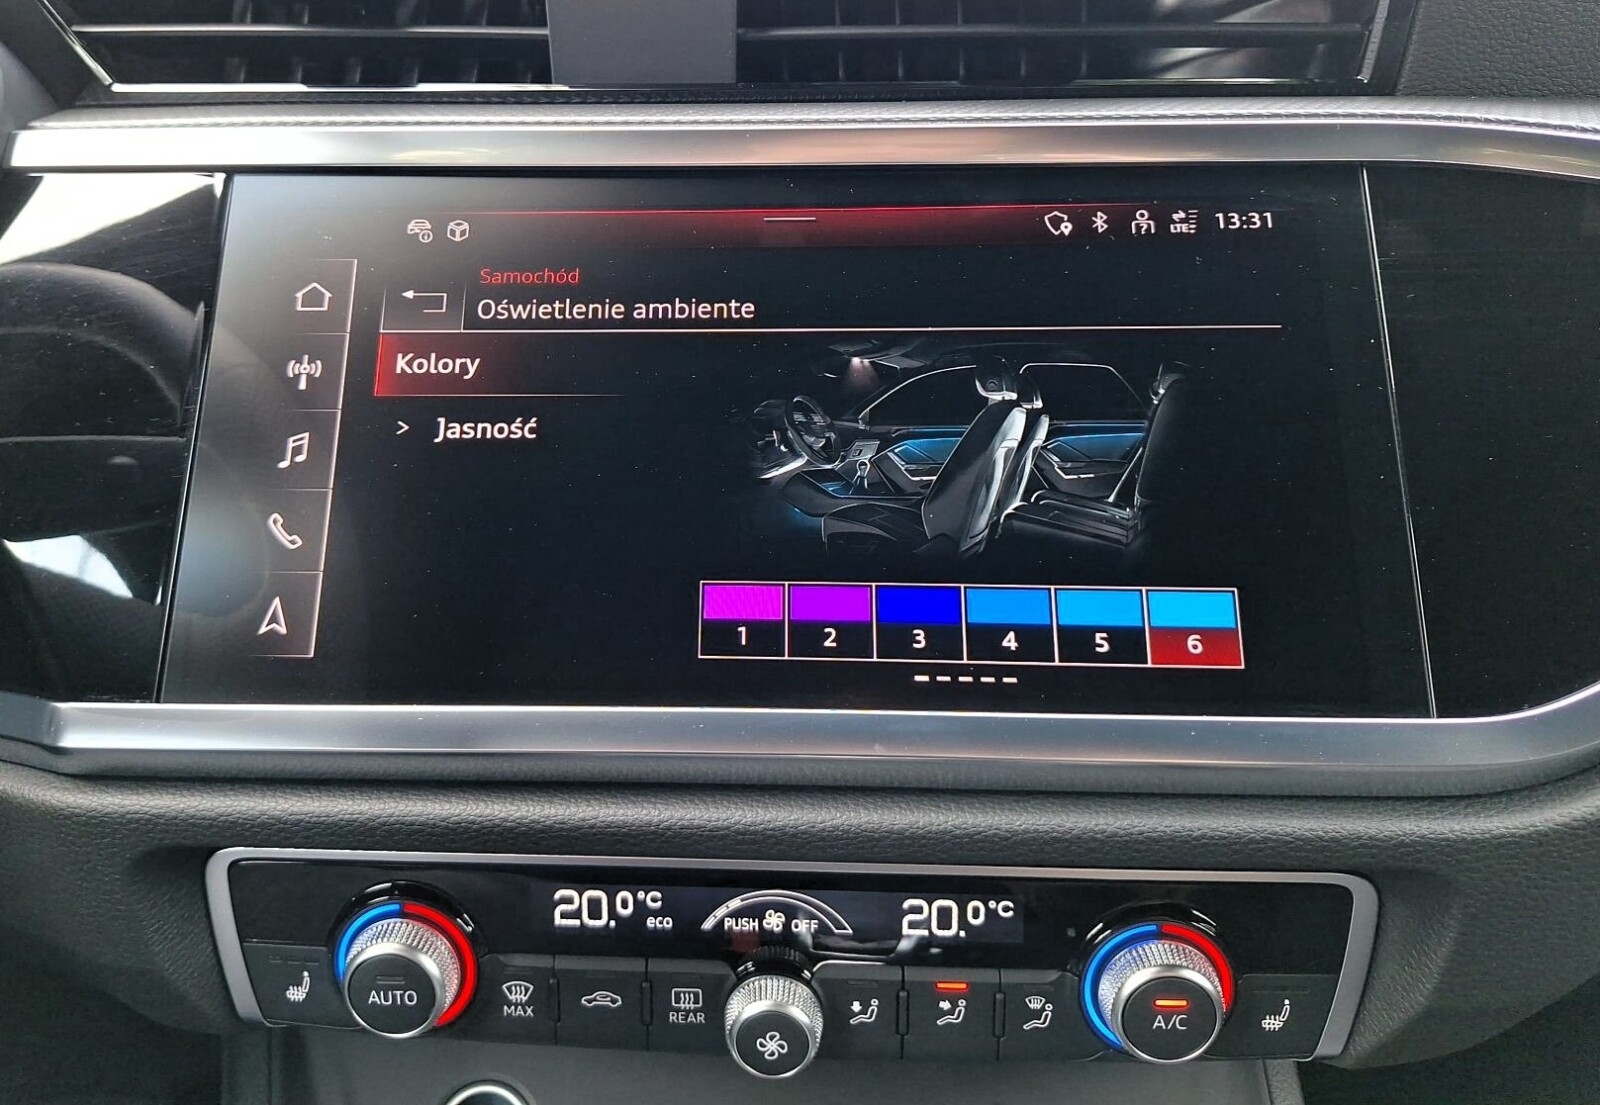 LTE 13:31
Samochód
Oświetlenie ambiente
Kolory
> Jasność
1 2 3 4 5 6
20.0°C eco PUSH OFF 20.0°C
AUTO MAX REAR A/C